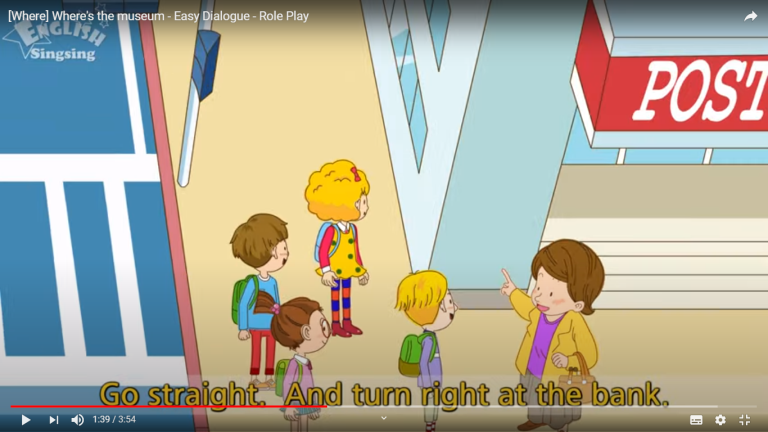 [Where] Where's the museum - Easy Dialogue - Role Play
ENGLISH
Singsing
POST
Go straight. And turn right at the bank.
1:39 / 3:54